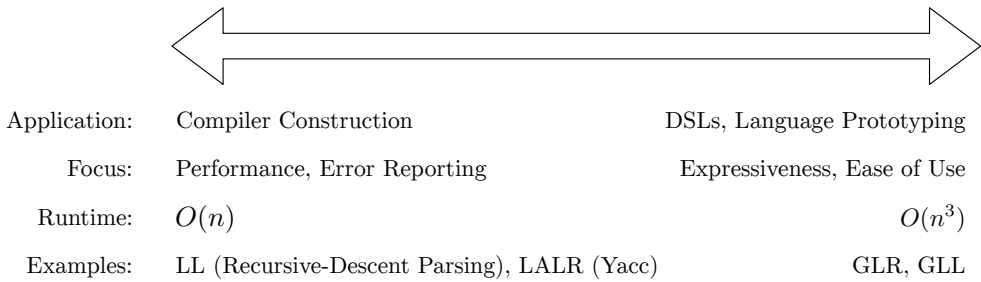 Application: Compiler Construction DSLs, Language Prototyping
Focus: Performance, Error Reporting Expressiveness, Ease of Use
Runtime: O(n) O(n³)
Examples: LL (Recursive-Descent Parsing), LALR (Yacc) GLR, GLL